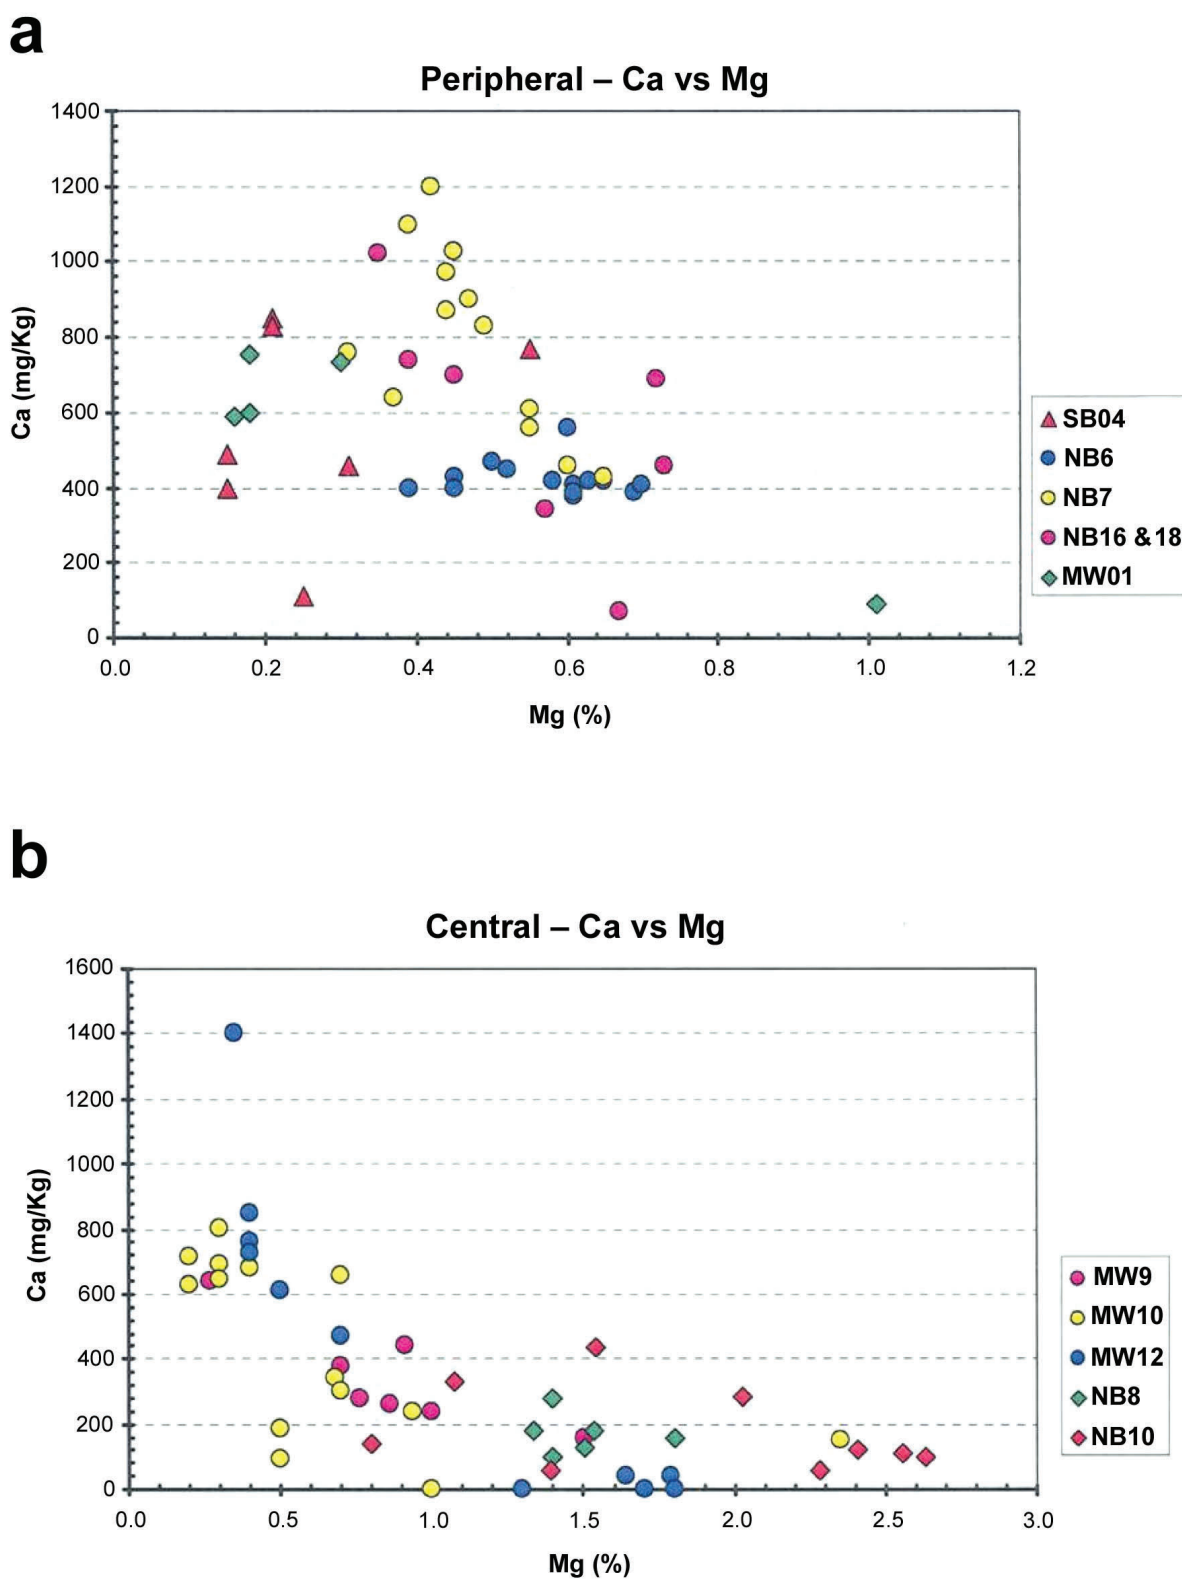 a
Peripheral – Ca vs Mg
1400
1200
1000
800
600
400
200
0
Ca (mg/Kg)
0.0 0.2 0.4 0.6 0.8 1.0 1.2
Mg (%)
SB04
NB6
NB7
NB16 &18
MW01
b
Central – Ca vs Mg
1600
1400
1200
1000
800
600
400
200
0
Ca (mg/Kg)
0.0 0.5 1.0 1.5 2.0 2.5 3.0
Mg (%)
MW9
MW10
MW12
NB8
NB10